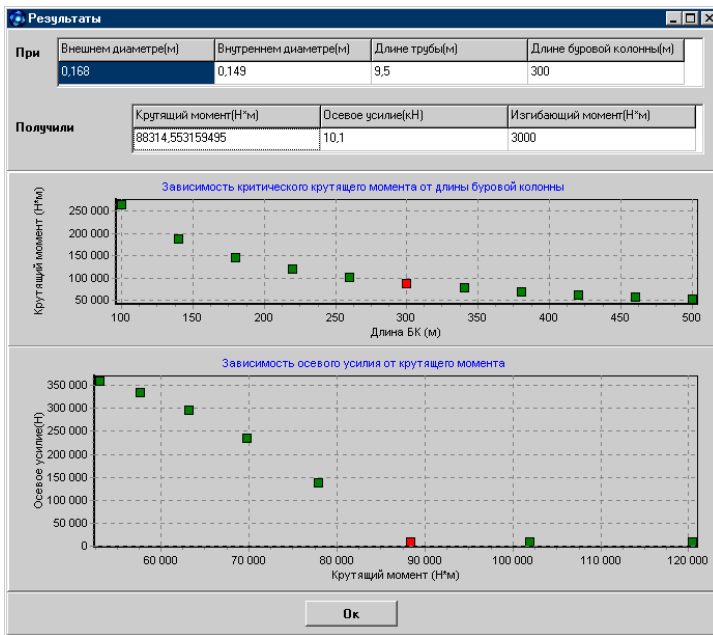 Результаты
При
Внешнем диаметре(м) Внутреннем диаметре(м) Длине трубы(м) Длине буровой колонны(м)
0,168 0,149 9,5 300
Получили
Крутящий момент(Н*м) Осевое усилие(кН) Изгибающий момент(Н*м)
88314,553159495 10,1 3000
Зависимость критического крутящего момента от длины буровой колонны
Крутящий момент (Н*м)
250 000
200 000
150 000
100 000
50 000
100 150 200 250 300 350 400 450 500
Длина БК (м)
Зависимость осевого усилия от крутящего момента
Осевое усилие(Н)
350 000
300 000
250 000
200 000
150 000
100 000
50 000
0
60 000 70 000 80 000 90 000 100 000 110 000 120 000
Крутящий момент (Н*м)
Ок